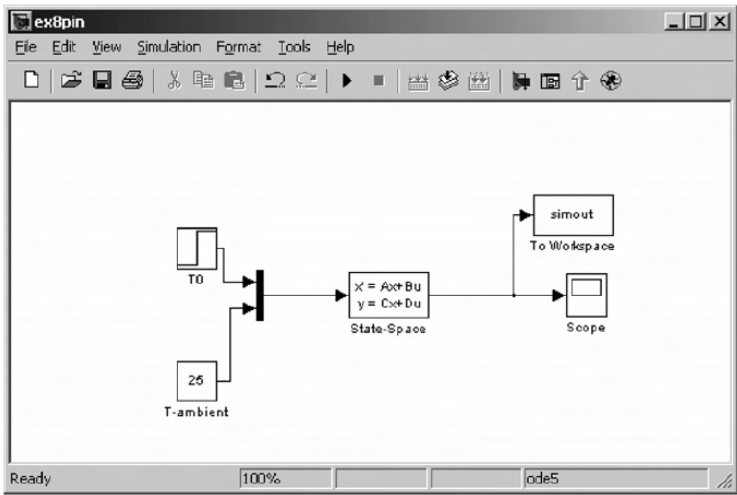 ex8pin
File Edit View Simulation Format Tools Help
simout
To Workspace
T0
x' = Ax+Bu
y = Cx+Du
State-Space
Scope
25
T-ambient
Ready 100% ode5